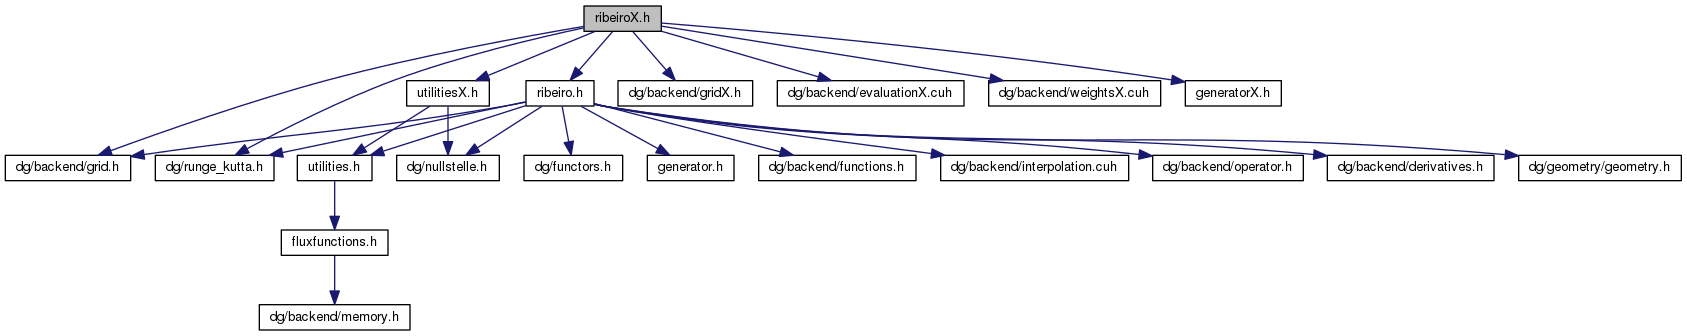 ribeiroX.h
utilitiesX.h
ribeiro.h
dg/backend/gridX.h
dg/backend/evaluationX.cuh
dg/backend/weightsX.cuh
generatorX.h
dg/backend/grid.h
dg/runge_kutta.h
utilities.h
dg/nullstelle.h
dg/functors.h
generator.h
dg/backend/functions.h
dg/backend/interpolation.cuh
dg/backend/operator.h
dg/backend/derivatives.h
dg/geometry/geometry.h
fluxfunctions.h
dg/backend/memory.h